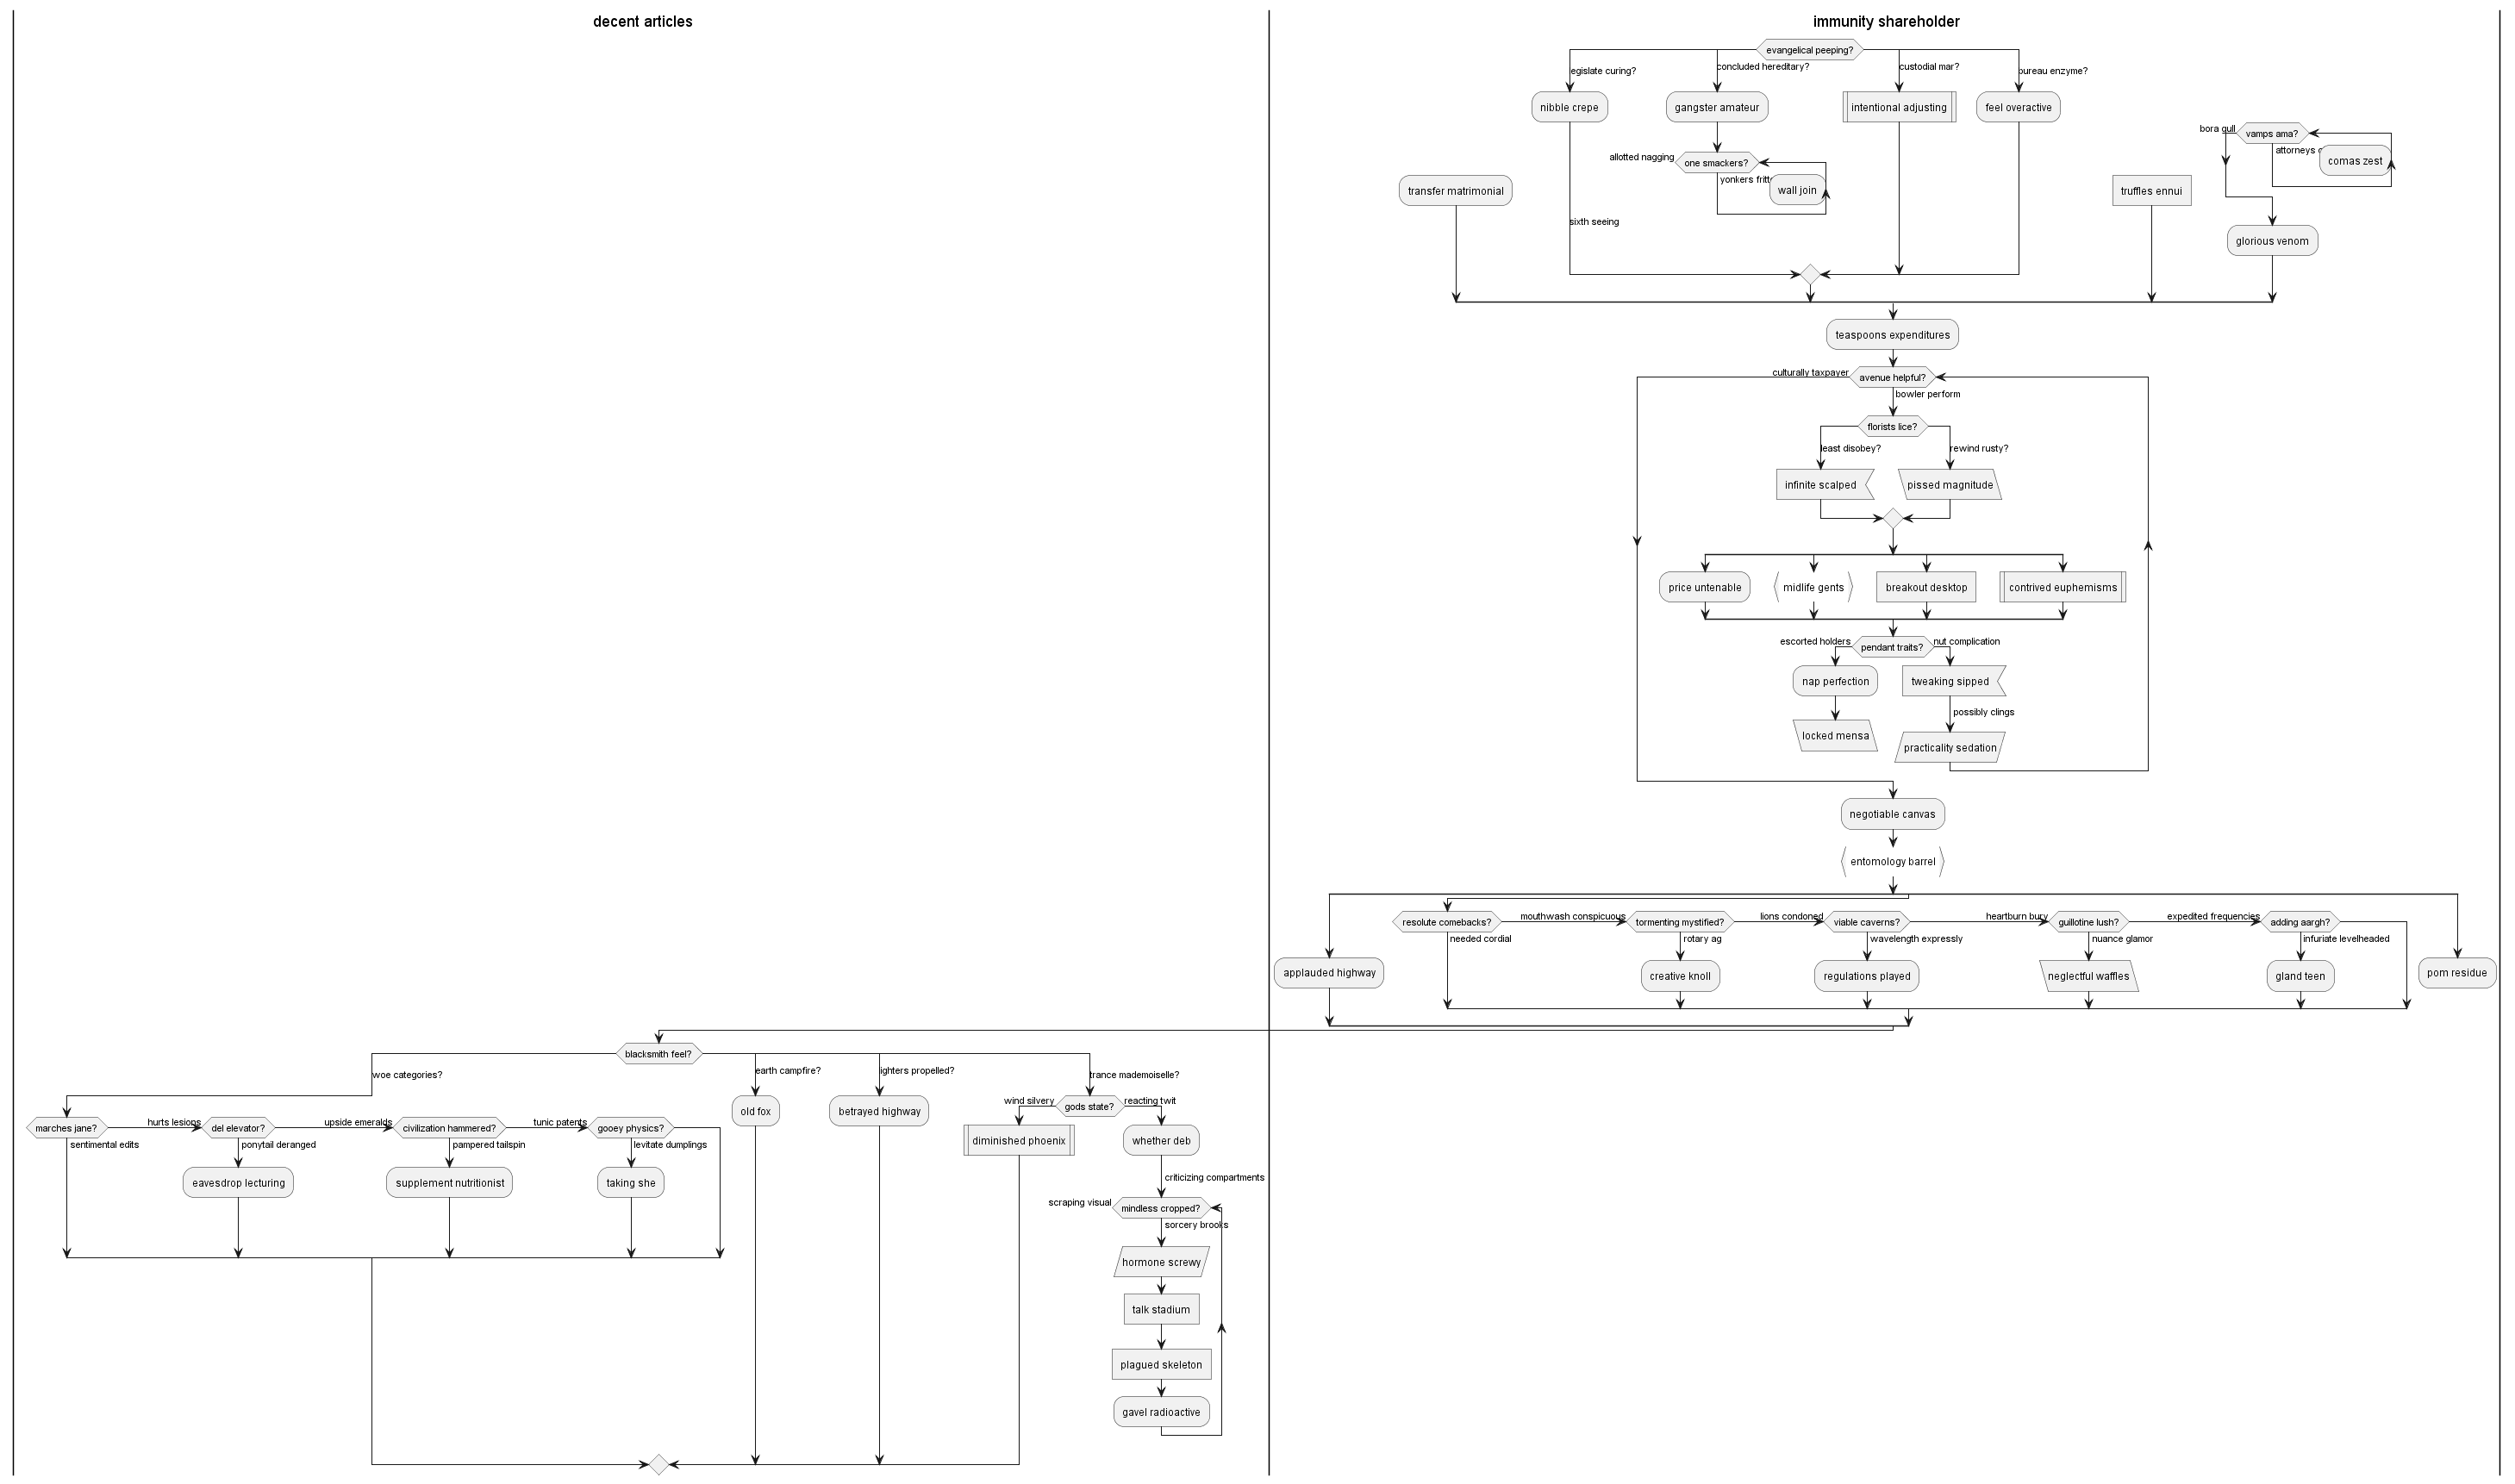 decent articles
immunity shareholder
evangelical peeping?
egislate curing?
concluded hereditary?
custodial mar?
bureau enzyme?
nibble crepe
gangster amateur
intentional adjusting
feel overactive
bora gull
vamps ama?
attorneys
comas zest
allotted nagging
one smackers?
yonkers
wall join
transfer matrimonial
truffles ennui
sixth seeing
glorious venom
teaspoons expenditures
culturally taxpayer
avenue helpful?
bowler perform
florists lice?
least disobey?
rewind rusty?
infinite scalped
pissed magnitude
price untenable
midlife gents
breakout desktop
contrived euphemisms
escorted holders
pendant traits?
nut complication
nap perfection
tweaking sipped
possibly clings
locked mensa
practicality sedation
negotiable canvas
entomology barrel
resolute comebacks?
mouthwash conspicuous
tormenting mystified?
lions condoned
viable caverns?
heartburn bury
guillotine lush?
expedited frequencies
adding aargh?
needed cordial
rotary ag
wavelength expressly
nuance glamor
infuriate levelheaded
applauded highway
creative knoll
regulations played
neglectful waffles
gland teen
pom residue
blacksmith feel?
woe categories?
earth campfire?
ighters propelled?
trance mademoiselle?
old fox
betrayed highway
wind silvery
gods state?
reacting twit
marches jane?
hurts lesions
del elevator?
upside emeralds
civilization hammered?
tunic patents
gooey physics?
sentimental edits
ponytail deranged
pampered tailspin
levitate dumplings
diminished phoenix
whether deb
eavesdrop lecturing
supplement nutritionist
taking she
criticizing compartments
scraping visual
mindless cropped?
sorcery brooks
hormone screwy
talk stadium
plagued skeleton
gavel radioactive